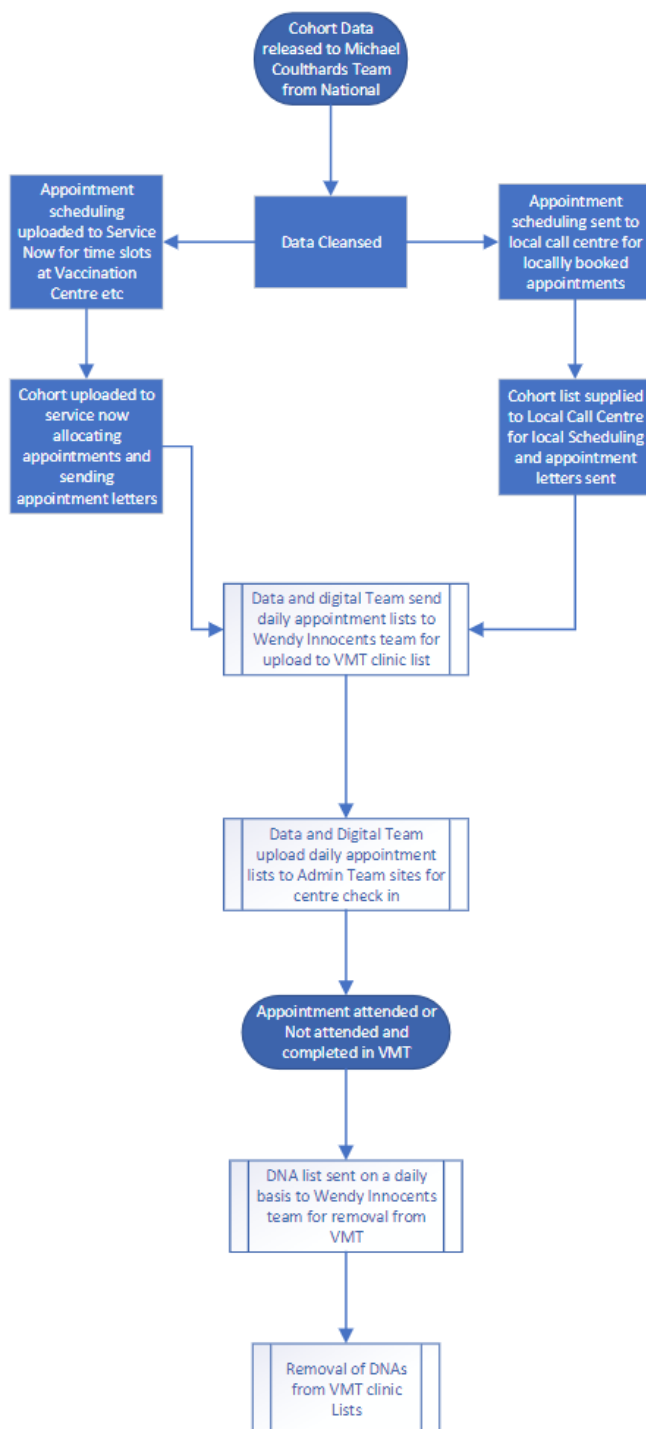 Cohort Data
released to Michael
Coulthards Team
from National
Appointment
scheduling
uploaded to Service
Now for time slots
at Vaccination
Centre etc
Data Cleansed
Appointment
scheduling sent to
local call centre for
locally booked
appointments
Cohort uploaded to
service now
allocating
appointments and
sending
appointment letters
Cohort list supplied
to Local Call Centre
for local Scheduling
and appointment
letters sent
Data and digital Team send
daily appointment lists to
Wendy Innocents team for
upload to VMT clinic list
Data and Digital Team
upload daily appointment
lists to Admin Team sites for
centre check in
Appointment attended or
Not attended and
completed in VMT
DNA list sent on a daily
basis to Wendy Innocents
team for removal from
VMT
Removal of DNAs
from VMT clinic
Lists